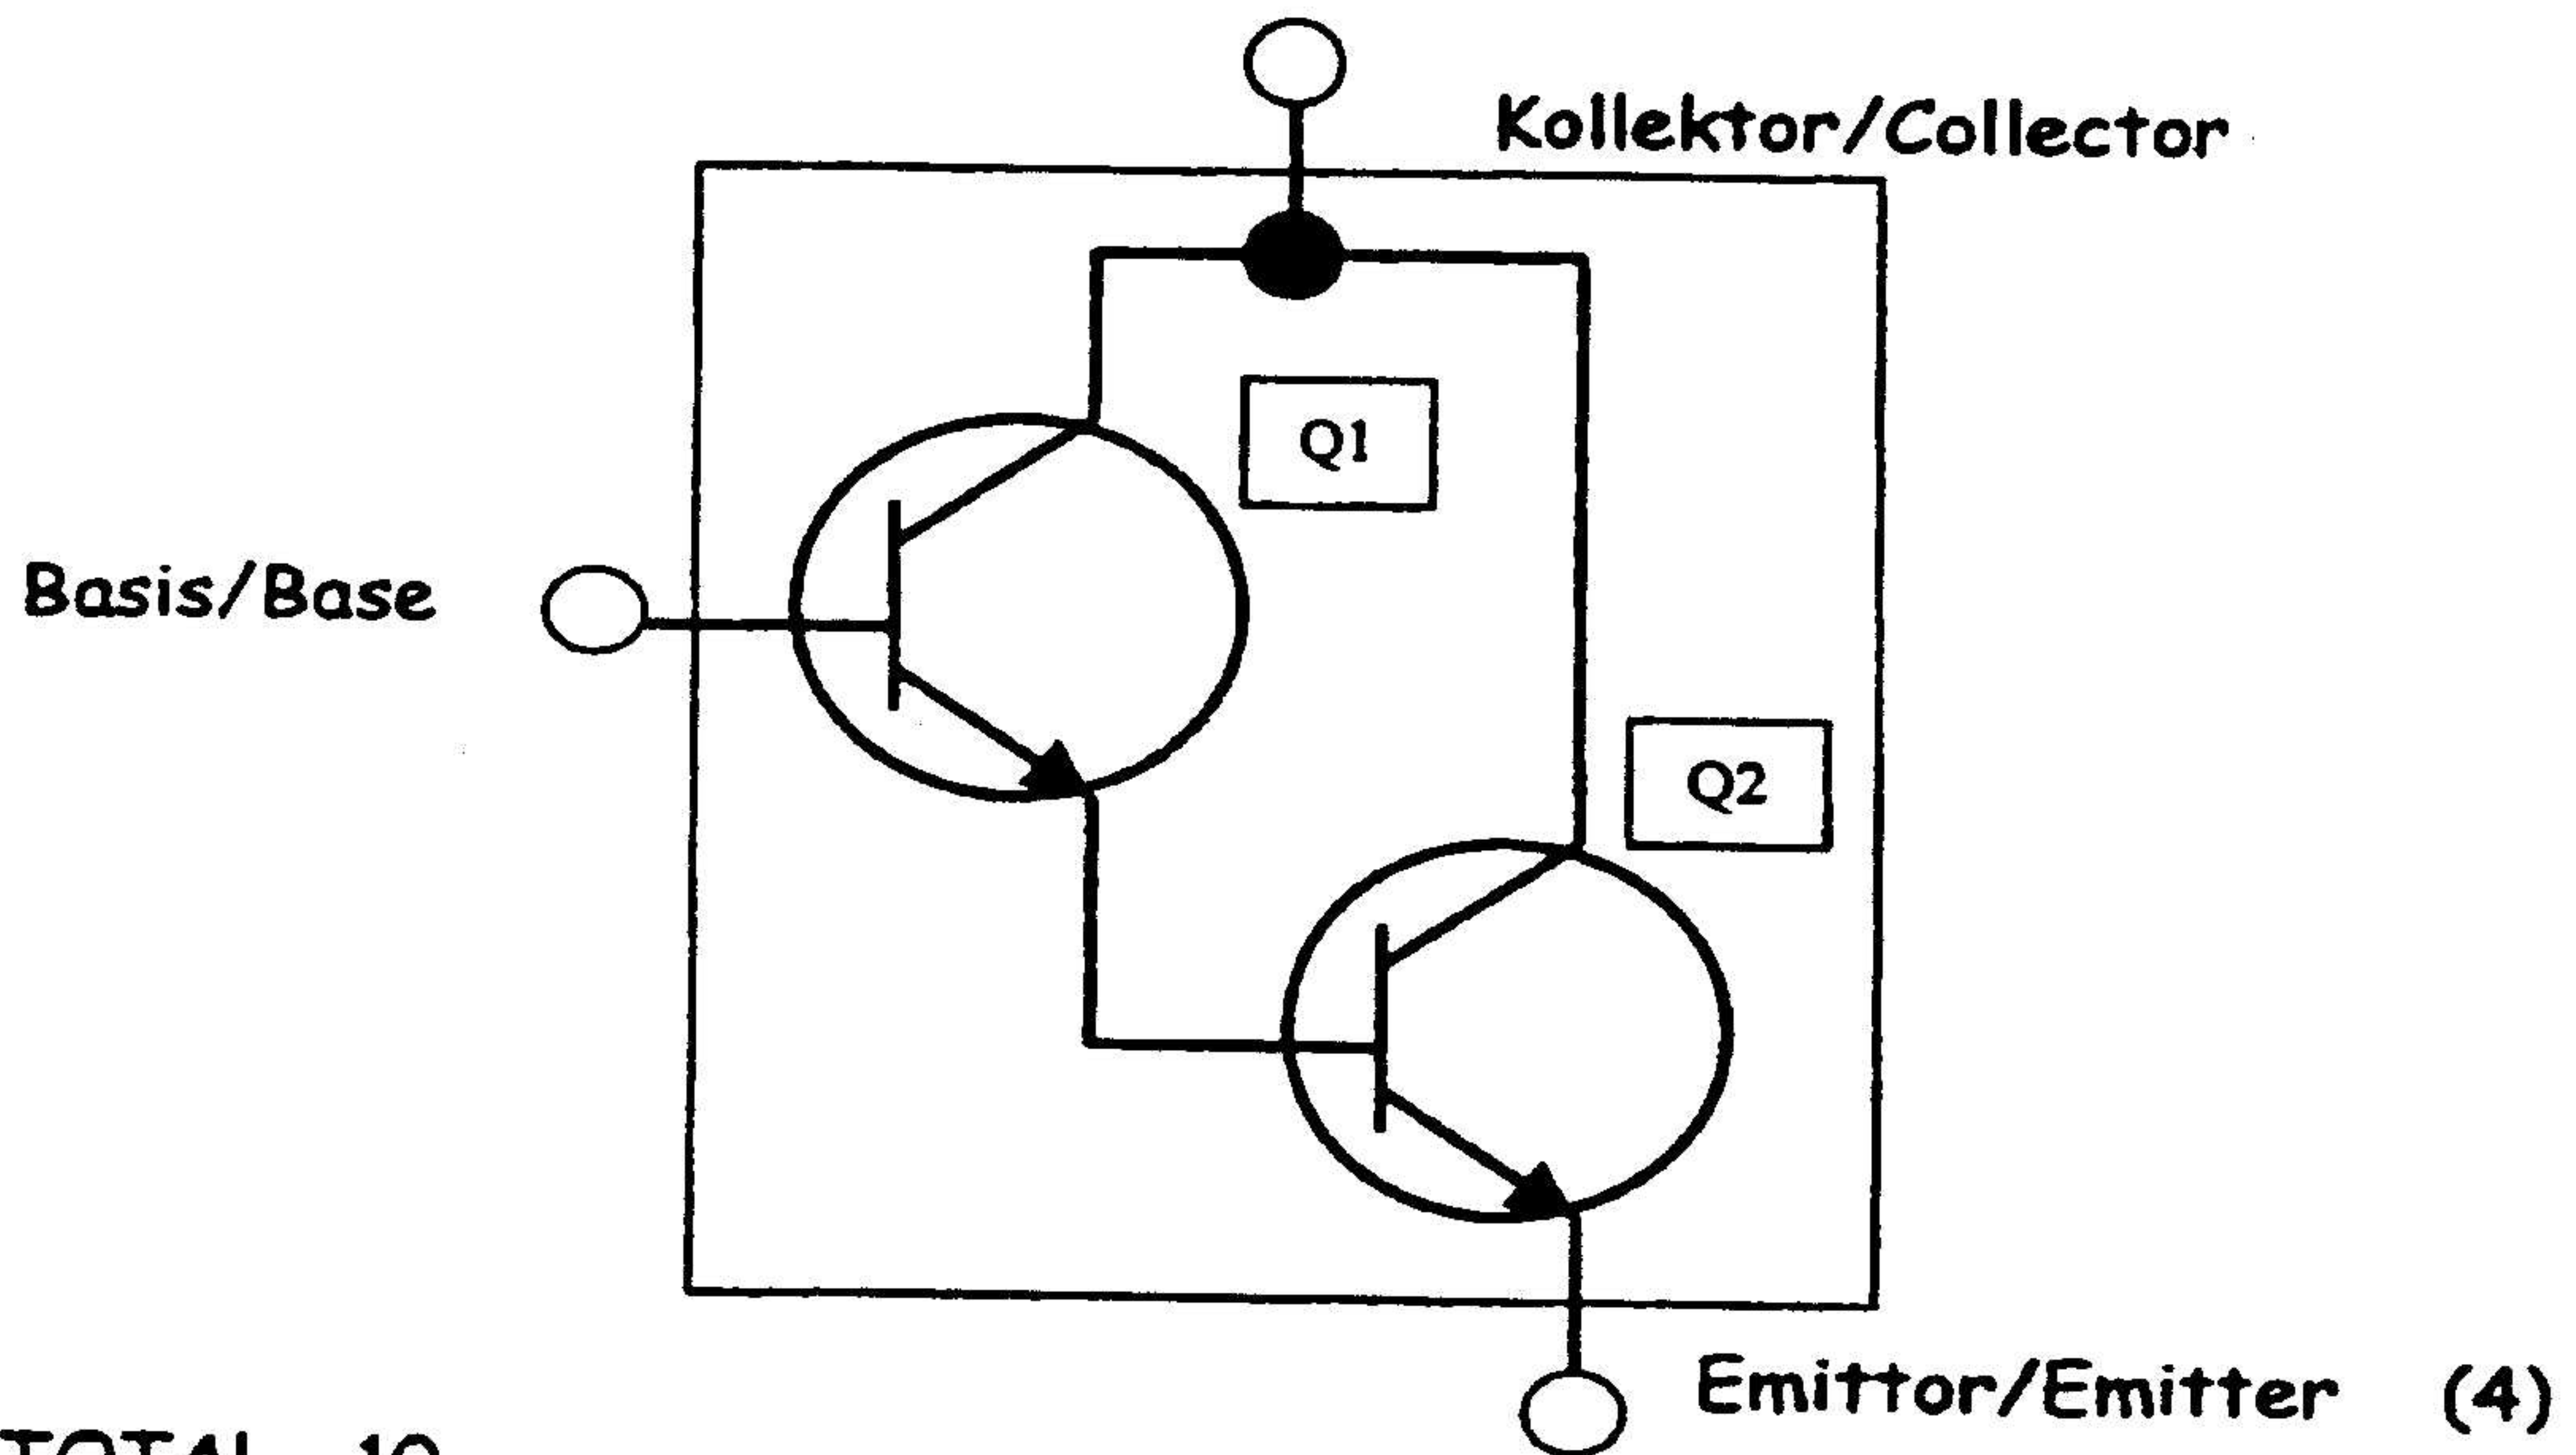 Kollektor/Collector
Q1
Basis/Base
Q2
Emittor/Emitter (4)